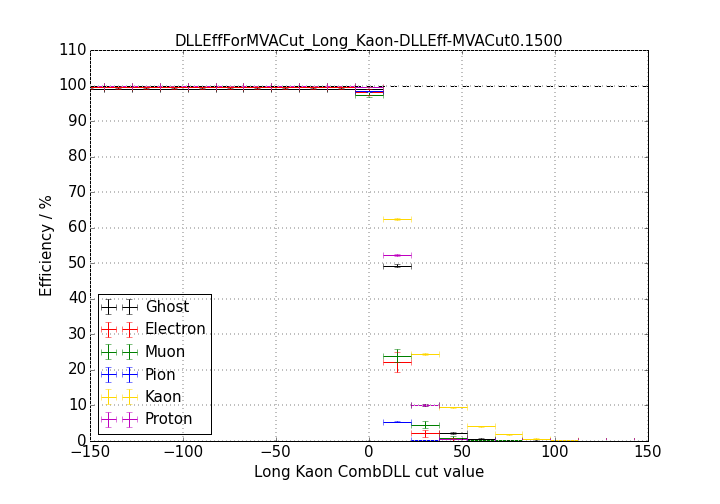 DLLEffForMVACut_Long_Kaon-DLLEff-MVACut0.1500
110
100
90
80
70
60
50
40
30
20
10
0
Efficiency / %
Ghost
Electron
Muon
Pion
Kaon
Proton
−150 −100 −50 0 50 100 150
Long Kaon CombDLL cut value